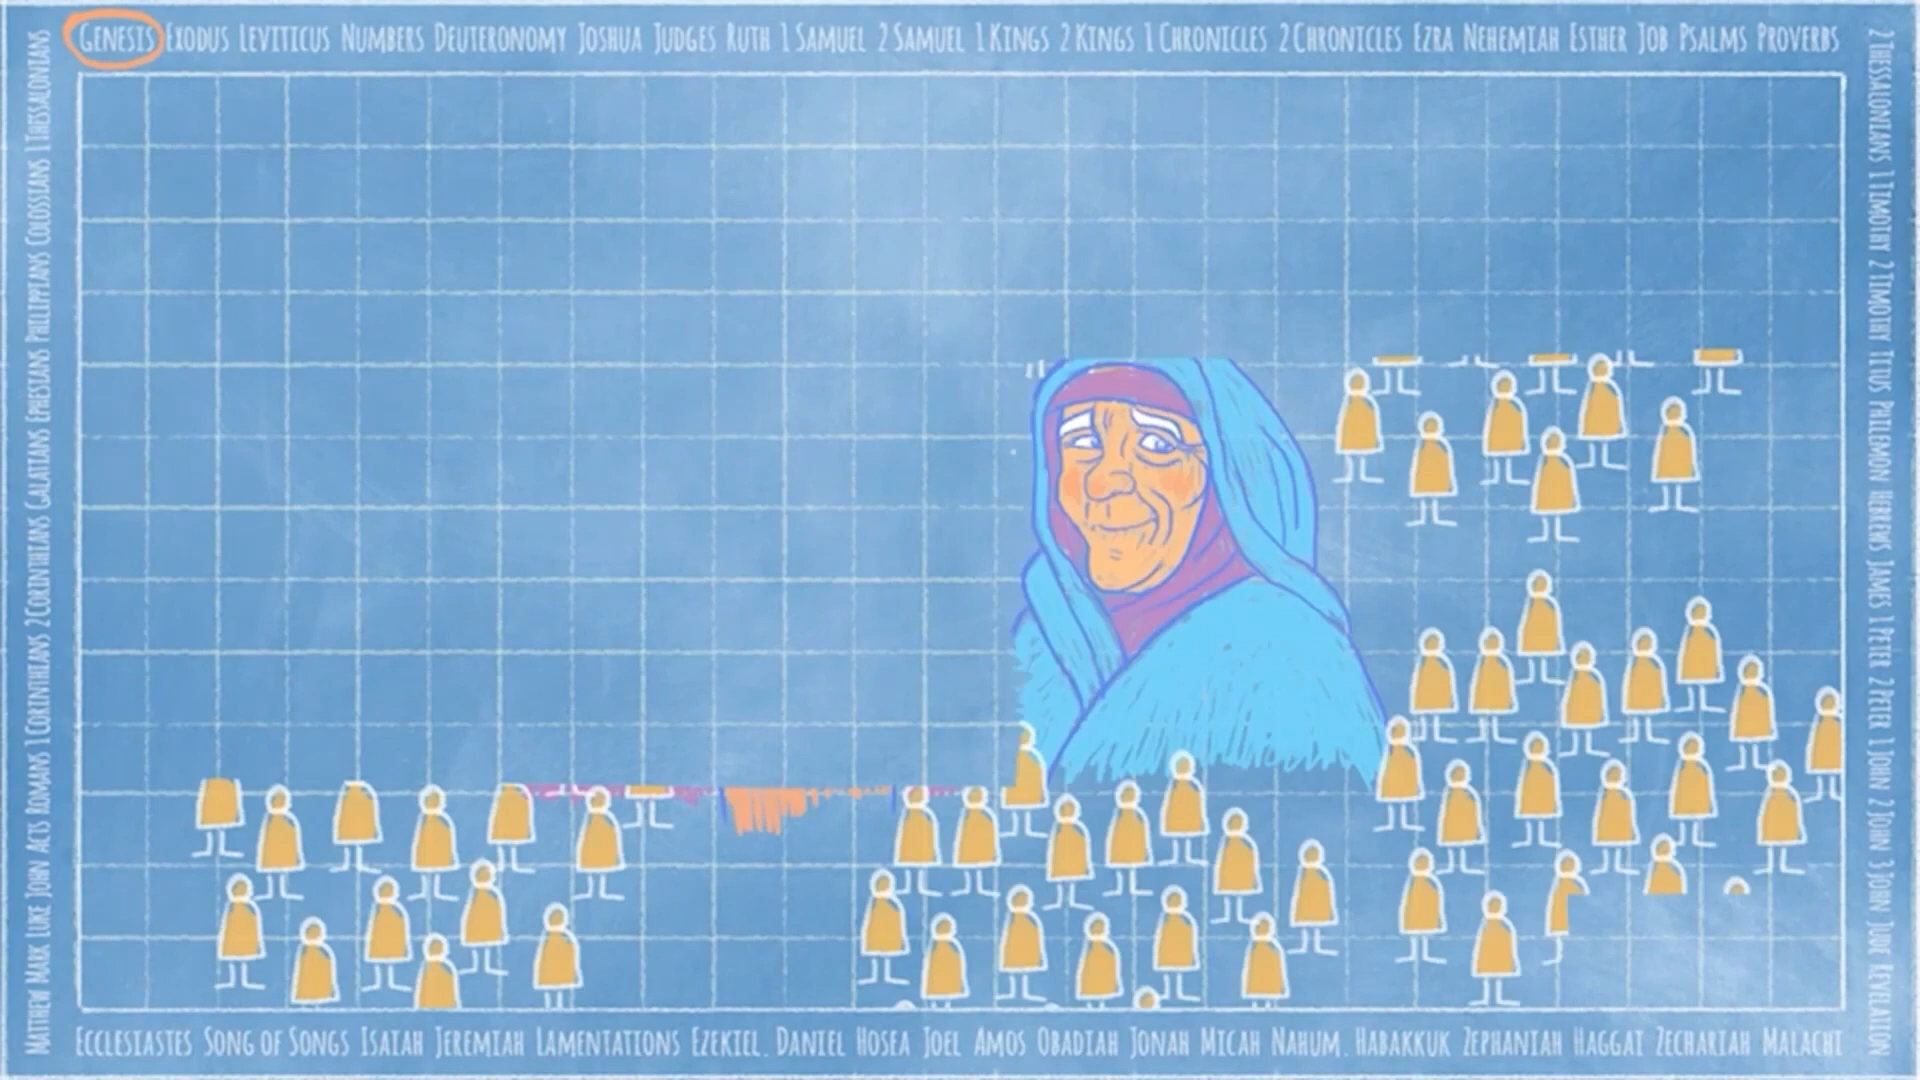 Genesis Exodus Leviticus Numbers Deuteronomy Joshua Judges Ruth 1 Samuel 2 Samuel 1 Kings 2 Kings 1 Chronicles 2 Chronicles Ezra Nehemiah Esther Job Psalms Proverbs
Ecclesiastes Song of Songs Isaiah Jeremiah Lamentations Ezekiel. Daniel Hosea Joel Amos Obadiah Jonah Micah Nahum. Habakkuk Zephaniah Haggai Zechariah Malachi
Matthew Mark Luke John Acts Romans 1 Corinthians 2 Corinthians Galatians Ephesians Philippians Colossians 1 Thessalonians
2 Thessalonians 1 Timothy 2 Timothy Titus Philemon Hebrews James 1 Peter 2 Peter 1 John 2 John 3 John Jude Revelation